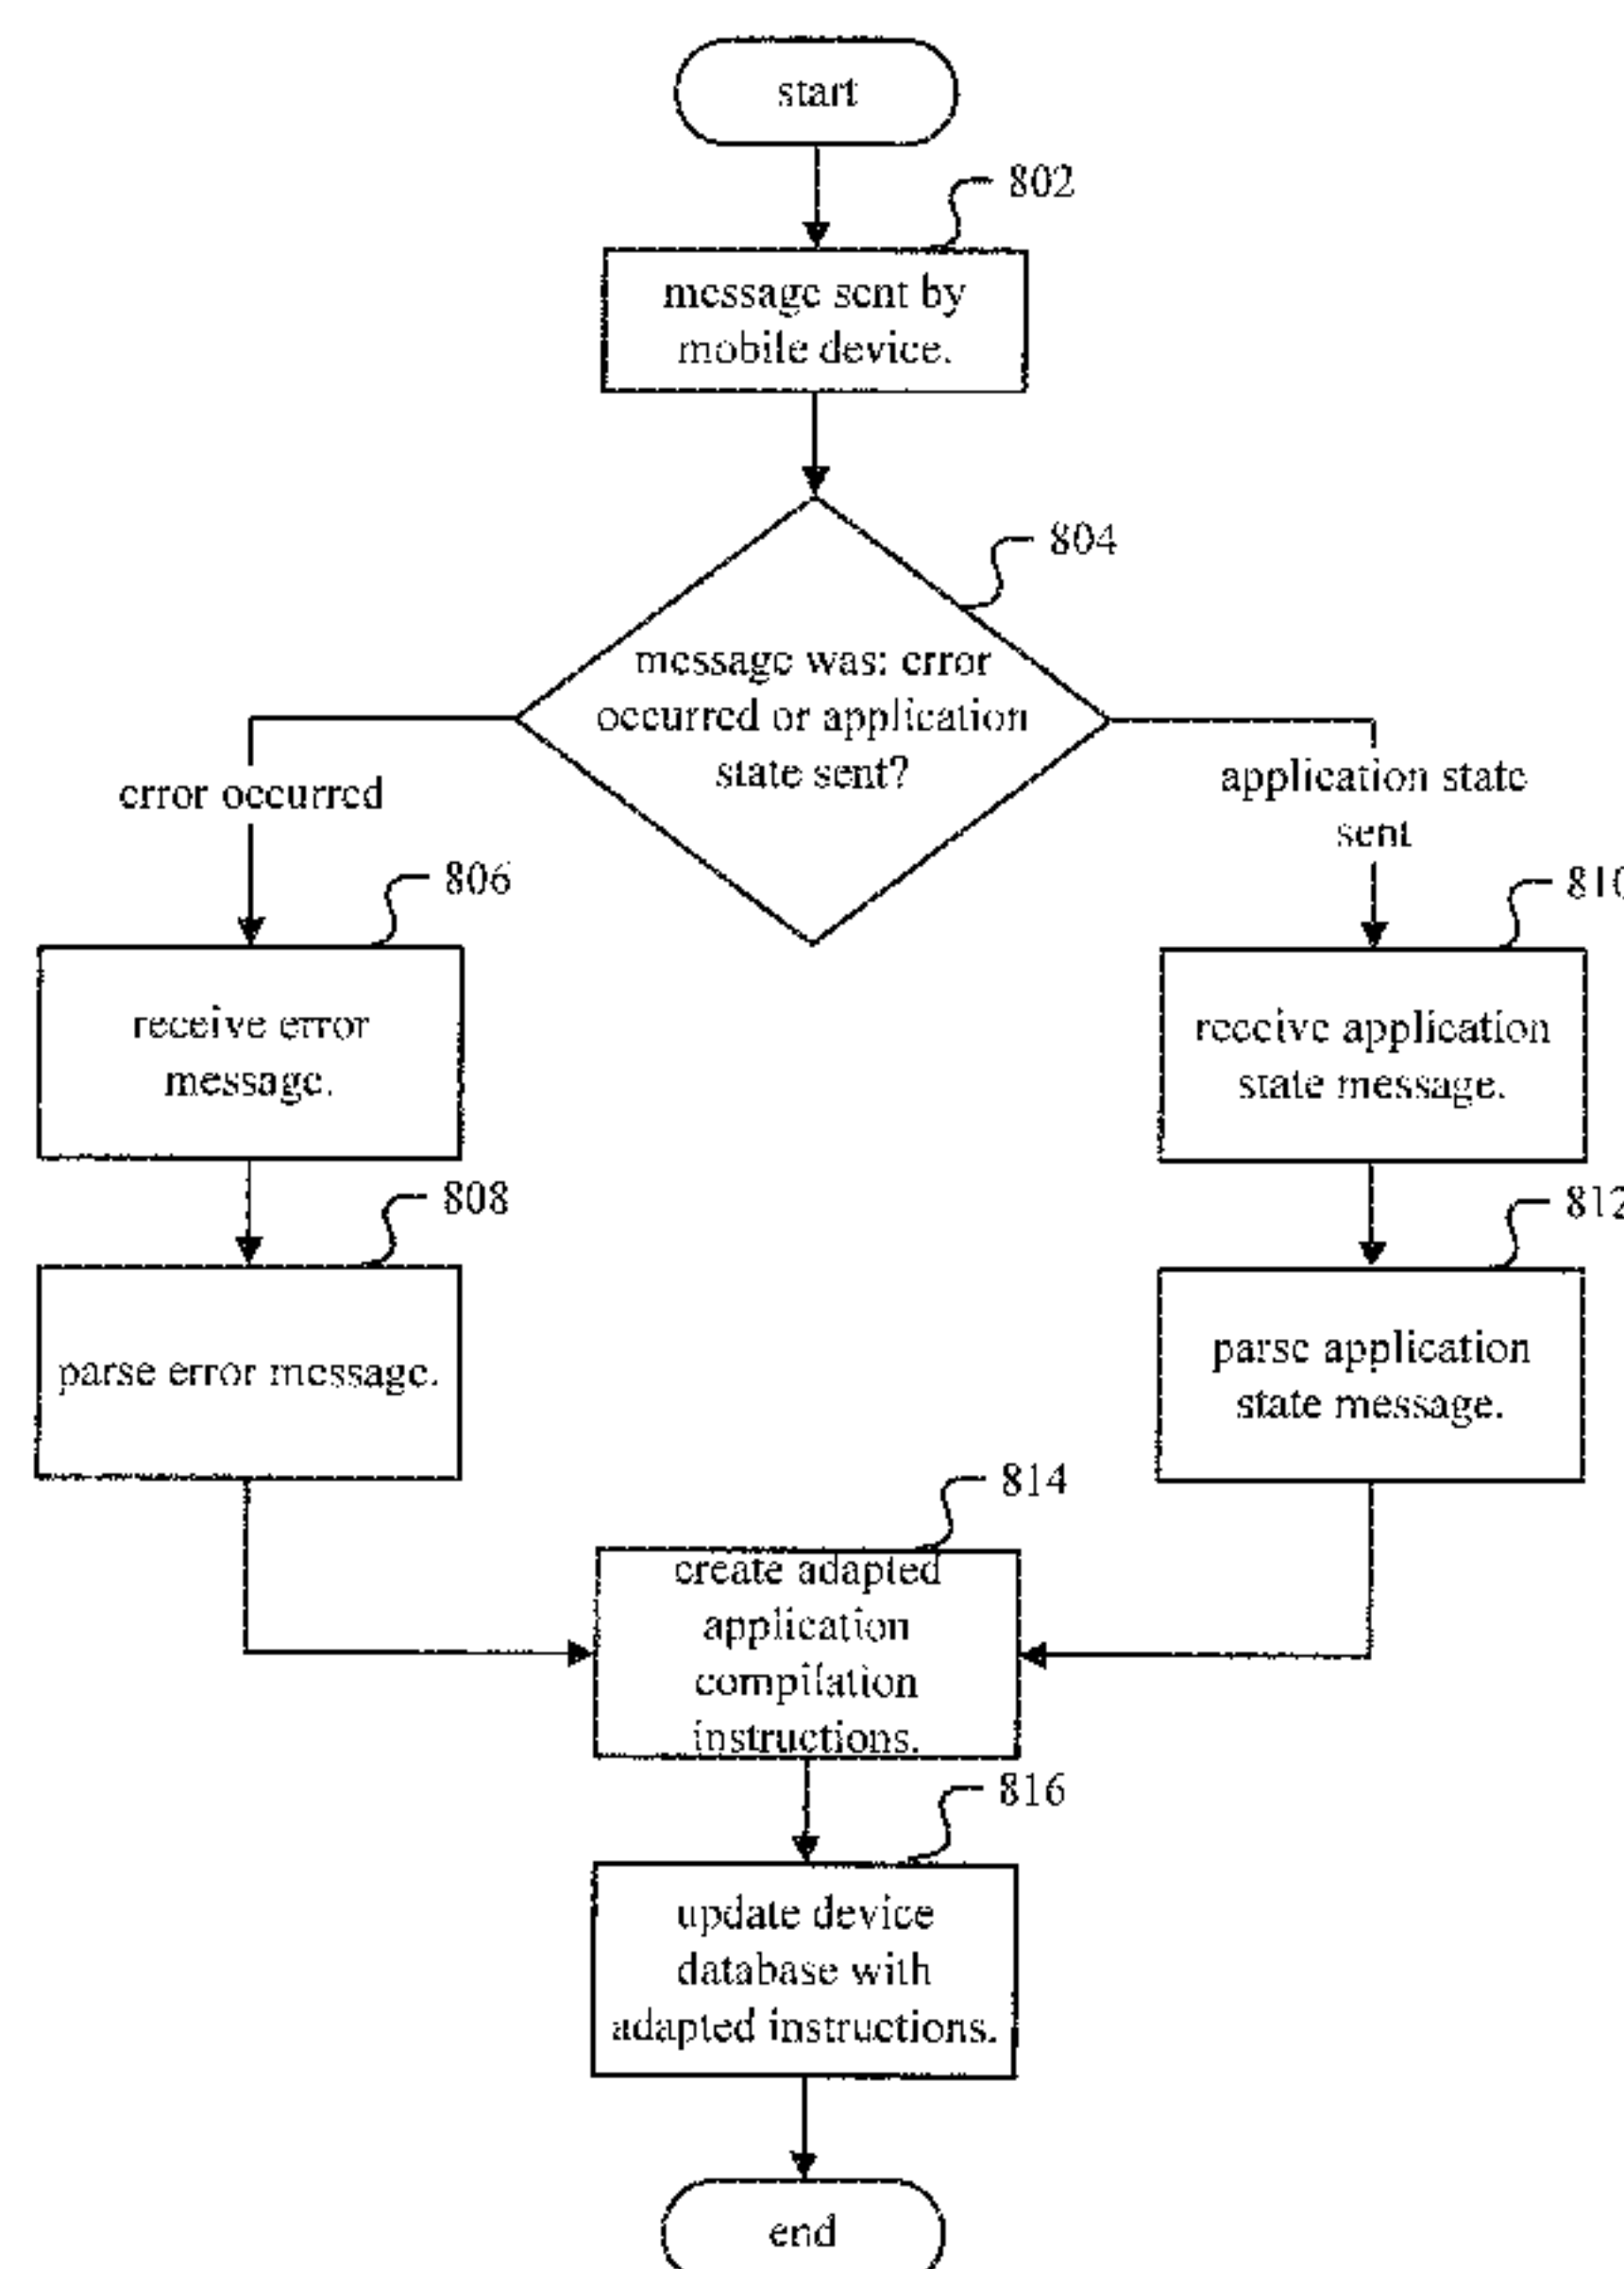 start
802
message sent by
mobile device.
804
message was: error
occurred or application
state sent?
error occurred
application state
sent
806
810
receive error
message.
receive application
state message.
808
812
parse error message.
parse application
state message.
814
create adapted
application
compilation
instructions.
816
update device
database with
adapted instructions.
end